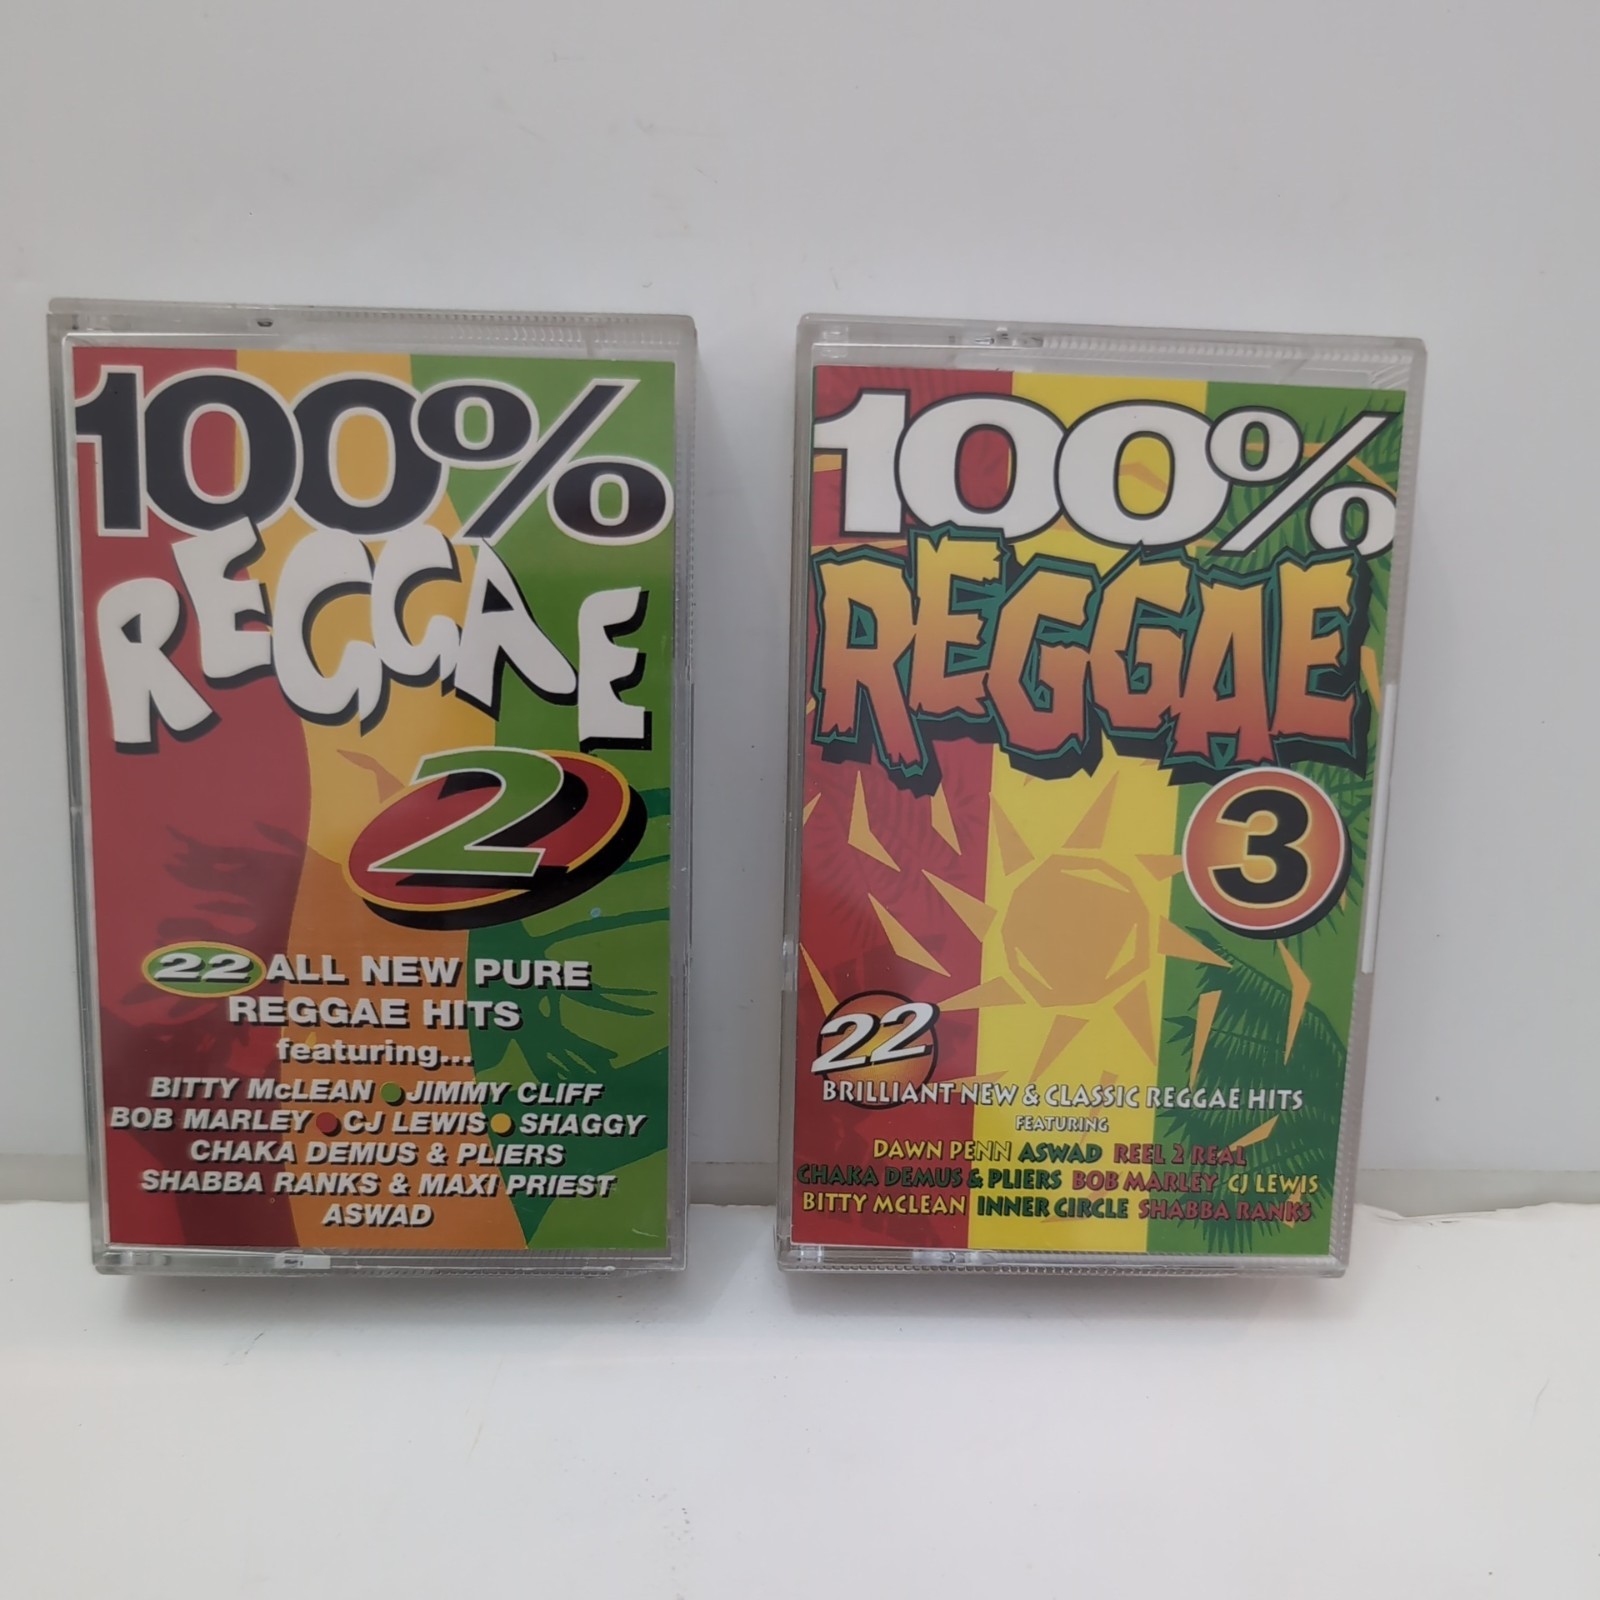 100%
REGGAE
2
22 ALL NEW PURE
REGGAE HITS
featuring...
BITTY McLEAN • JIMMY CLIFF
BOB MARLEY • CJ LEWIS • SHAGGY
CHAKA DEMUS & PLIERS
SHABBA RANKS & MAXI PRIEST
ASWAD
100%
REGGAE
3
22
BRILLIANT NEW & CLASSIC REGGAE HITS
FEATURING
DAWN PENN ASWAD REEL 2 REAL
CHAKA DEMUS & PLIERS BOB MARLEY CJ LEWIS
BITTY MCLEAN INNER CIRCLE SHABBA RANKS